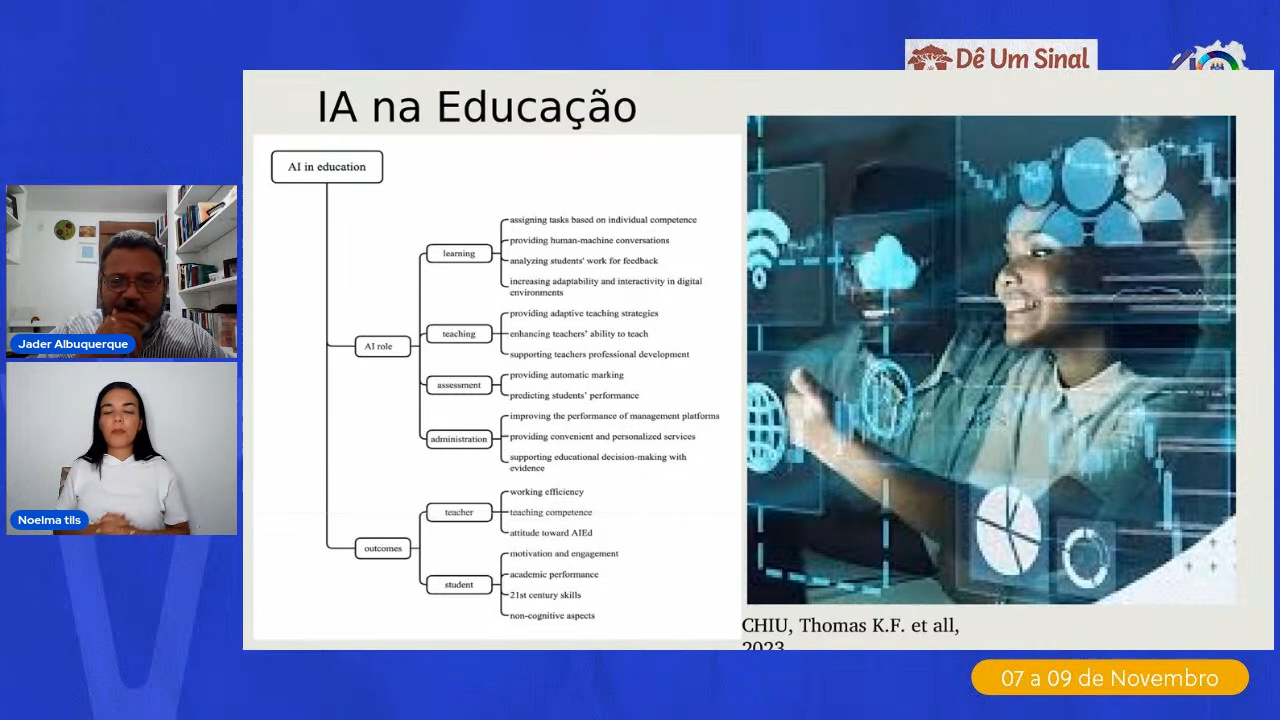 Dê Um Sinal
IA na Educação
AI in education
AI role
learning
assigning tasks based on individual competence
providing human-machine conversations
analyzing students' work for feedback
increasing adaptability and interactivity in digital
environments
teaching
providing adaptive teaching strategies
enhancing teachers' ability to teach
supporting teachers professional development
assessment
providing automatic marking
predicting students' performance
administration
improving the performance of management platforms
providing convenient and personalized services
supporting educational decision-making with
evidence
outcomes
teacher
working efficiency
teaching competence
attitude toward AIEd
student
motivation and engagement
academic performance
21st century skills
non-cognitive aspects
CHIU, Thomas K.F. et all,
2023
Jader Albuquerque
Noelma tils
07 a 09 de Novembro